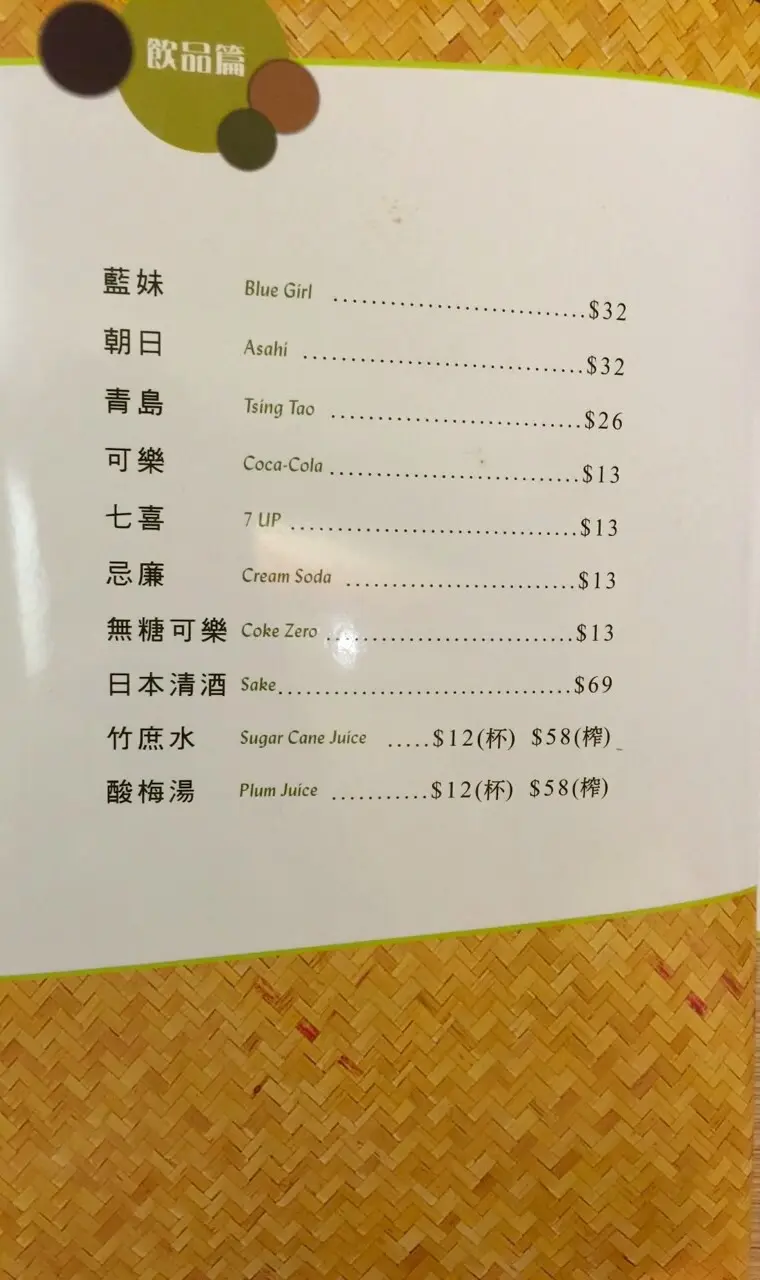 飲品篇
藍妹 Blue Girl ..............................$32
朝日 Asahi ..................................$32
青島 Tsing Tao ..............................$26
可樂 Coca-Cola ..............................$13
七喜 7 UP ..................................$13
忌廉 Cream Soda ...........................$13
無糖可樂 Coke Zero ..............................$13
日本清酒 Sake...................................$69
竹庶水 Sugar Cane Juice .....$12(杯) $58(榨)
酸梅湯 Plum Juice ...........$12(杯) $58(榨)